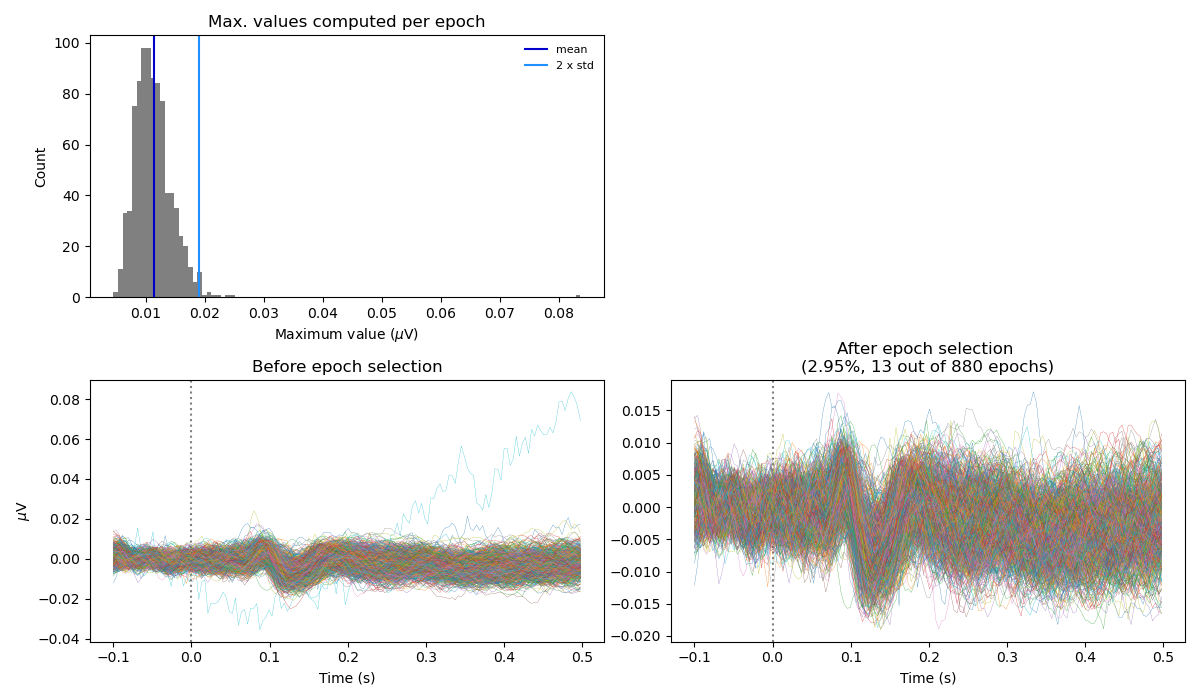 Max. values computed per epoch
100
80
60
40
20
0
Count
mean
2 x std
0.01 0.02 0.03 0.04 0.05 0.06 0.07 0.08
Maximum value (μV)
Before epoch selection
0.08
0.06
0.04
0.02
0.00
−0.02
−0.04
μV
−0.1 0.0 0.1 0.2 0.3 0.4 0.5
Time (s)
After epoch selection
(2.95%, 13 out of 880 epochs)
0.015
0.010
0.005
0.000
−0.005
−0.010
−0.015
−0.020
−0.1 0.0 0.1 0.2 0.3 0.4 0.5
Time (s)